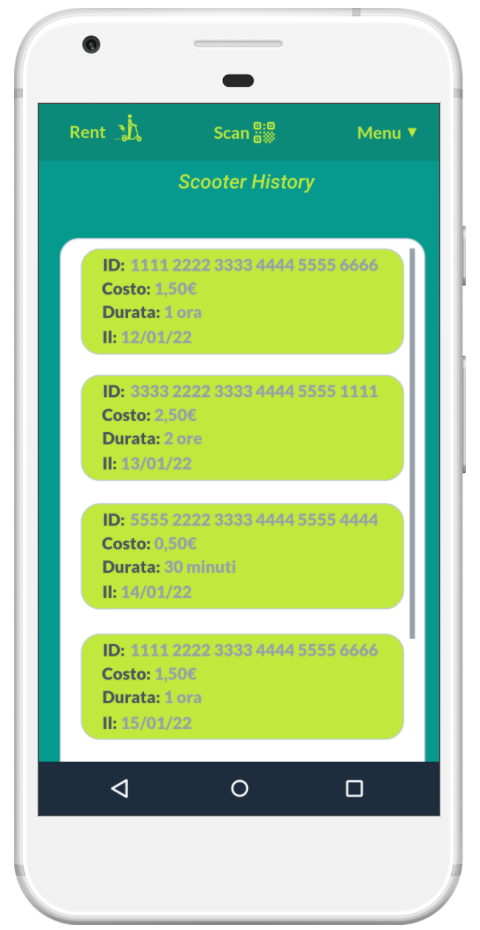 Rent
Scan
Menu ▼
Scooter History
ID: 1111 2222 3333 4444 5555 6666
Costo: 1,50€
Durata: 1 ora
Il: 12/01/22
ID: 3333 2222 3333 4444 5555 1111
Costo: 2,50€
Durata: 2 ore
Il: 13/01/22
ID: 5555 2222 3333 4444 5555 4444
Costo: 0,50€
Durata: 30 minuti
Il: 14/01/22
ID: 1111 2222 3333 4444 5555 6666
Costo: 1,50€
Durata: 1 ora
Il: 15/01/22